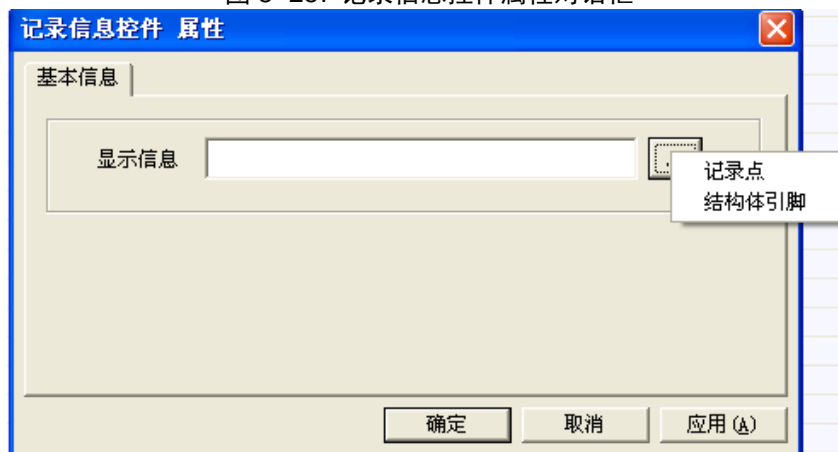 记录信息控件 属性
基本信息
显示信息
记录点
结构体引脚
确定
取消
应用(A)